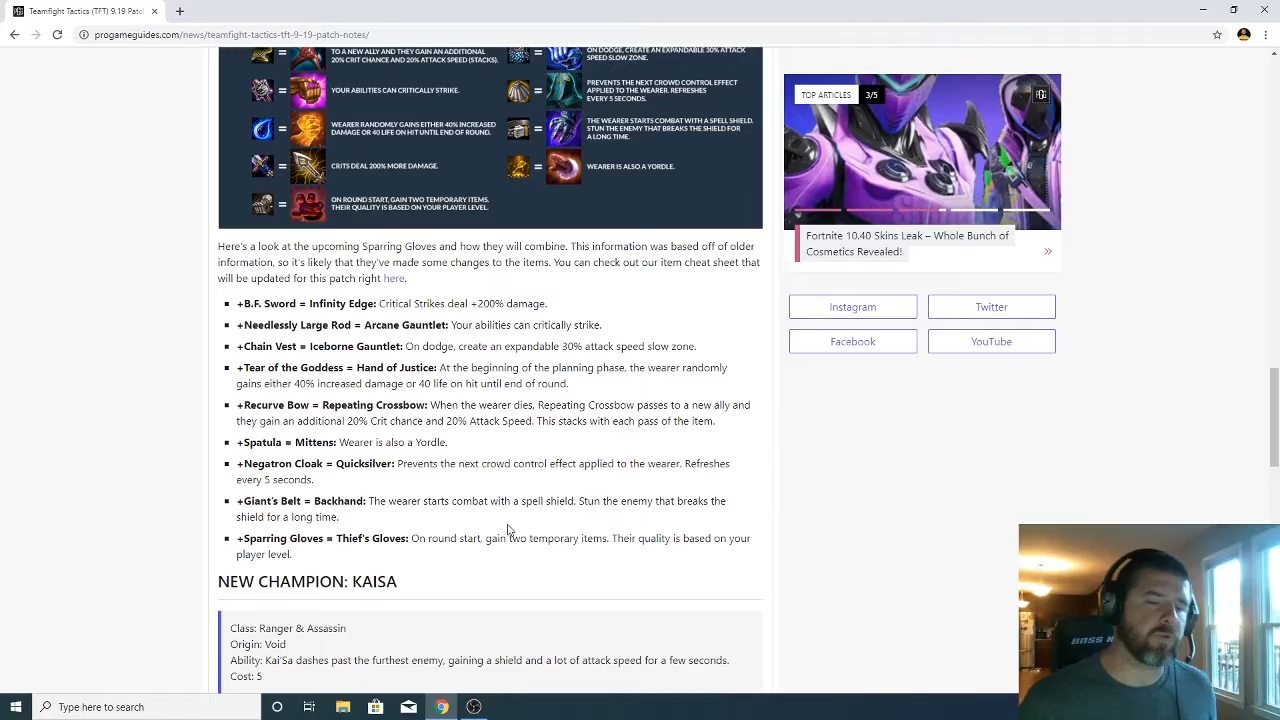 Teamfight Tactics (TFT) 9.19 Patch
progameguides.com/news/teamfight-tactics-tft-9-19-patch-notes/
TO A NEW ALLY AND THEY GAIN AN ADDITIONAL
20% CRIT CHANCE AND 20% ATTACK SPEED (STACKS).
ON DODGE, CREATE AN EXPANDABLE 30% ATTACK
SPEED SLOW ZONE.
= YOUR ABILITIES CAN CRITICALLY STRIKE.
= PREVENTS THE NEXT CROWD CONTROL EFFECT
APPLIED TO THE WEARER. REFRESHES
EVERY 5 SECONDS.
= WEARER RANDOMLY GAINS EITHER 40% INCREASED
DAMAGE OR 40 LIFE ON HIT UNTIL END OF ROUND.
= THE WEARER STARTS COMBAT WITH A SPELL SHIELD.
STUN THE ENEMY THAT BREAKS THE SHIELD FOR
A LONG TIME.
= CRITS DEAL 200% MORE DAMAGE.
= WEARER IS ALSO A YORDLE.
= ON ROUND START, GAIN TWO TEMPORARY ITEMS.
THEIR QUALITY IS BASED ON YOUR PLAYER LEVEL.
Here's a look at the upcoming Sparring Gloves and how they will combine. This information was based off of older
information, so it's likely that they've made some changes to the items. You can check out our item cheat sheet that
will be updated for this patch right here.
+B.F. Sword = Infinity Edge: Critical Strikes deal +200% damage.
+Needlessly Large Rod = Arcane Gauntlet: Your abilities can critically strike.
+Chain Vest = Iceborne Gauntlet: On dodge, create an expandable 30% attack speed slow zone.
+Tear of the Goddess = Hand of Justice: At the beginning of the planning phase, the wearer randomly
gains either 40% increased damage or 40 life on hit until end of round.
+Recurve Bow = Repeating Crossbow: When the wearer dies, Repeating Crossbow passes to a new ally and
they gain an additional 20% Crit chance and 20% Attack Speed. This stacks with each pass of the item.
+Spatula = Mittens: Wearer is also a Yordle.
+Negatron Cloak = Quicksilver: Prevents the next crowd control effect applied to the wearer. Refreshes
every 5 seconds.
+Giant's Belt = Backhand: The wearer starts combat with a spell shield. Stun the enemy that breaks the
shield for a long time.
+Sparring Gloves = Thief's Gloves: On round start, gain two temporary items. Their quality is based on your
player level.
NEW CHAMPION: KAISA
Class: Ranger & Assassin
Origin: Void
Ability: Kai'Sa dashes past the furthest enemy, gaining a shield and a lot of attack speed for a few seconds.
Cost: 5
TOP ARTICLES 3/5
Fortnite 10.40 Skins Leak – Whole Bunch of
Cosmetics Revealed! »
Instagram
Twitter
Facebook
YouTube
Type here to search